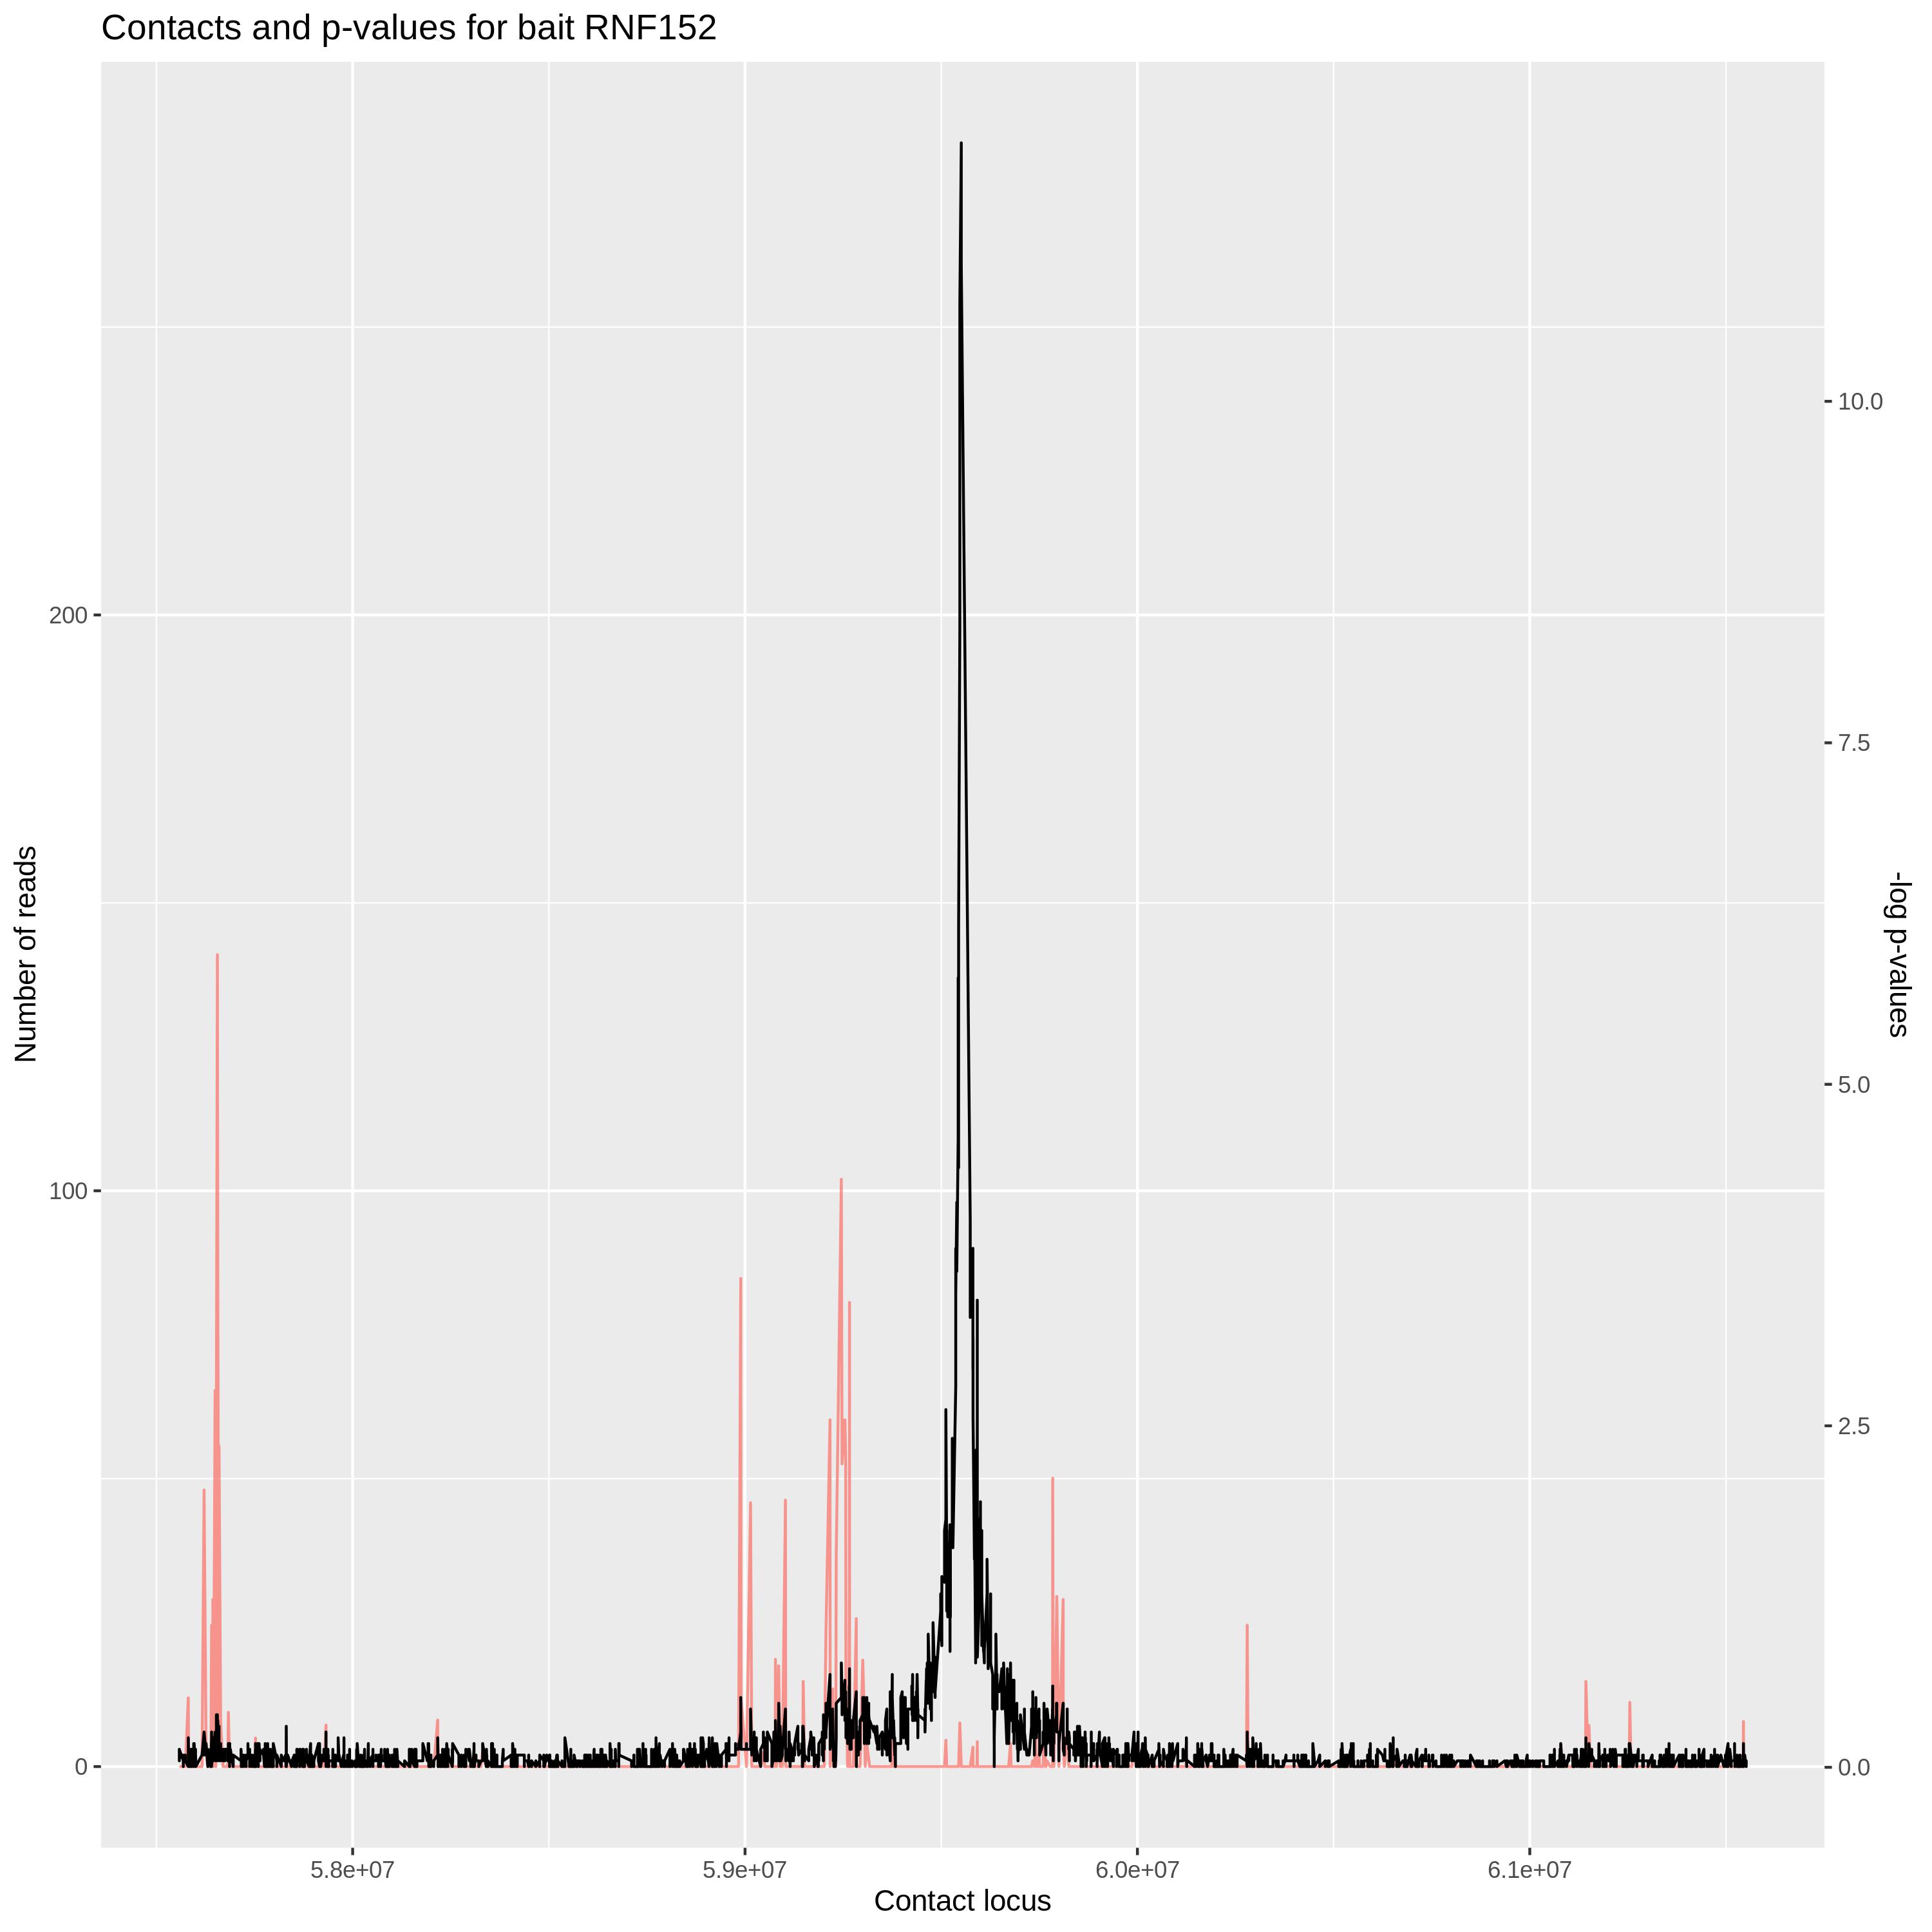 Contacts and p-values for bait RNF152
Number of reads
200
100
0
10.0
7.5
5.0
2.5
0.0
-log p-values
5.8e+07
5.9e+07
6.0e+07
6.1e+07
Contact locus